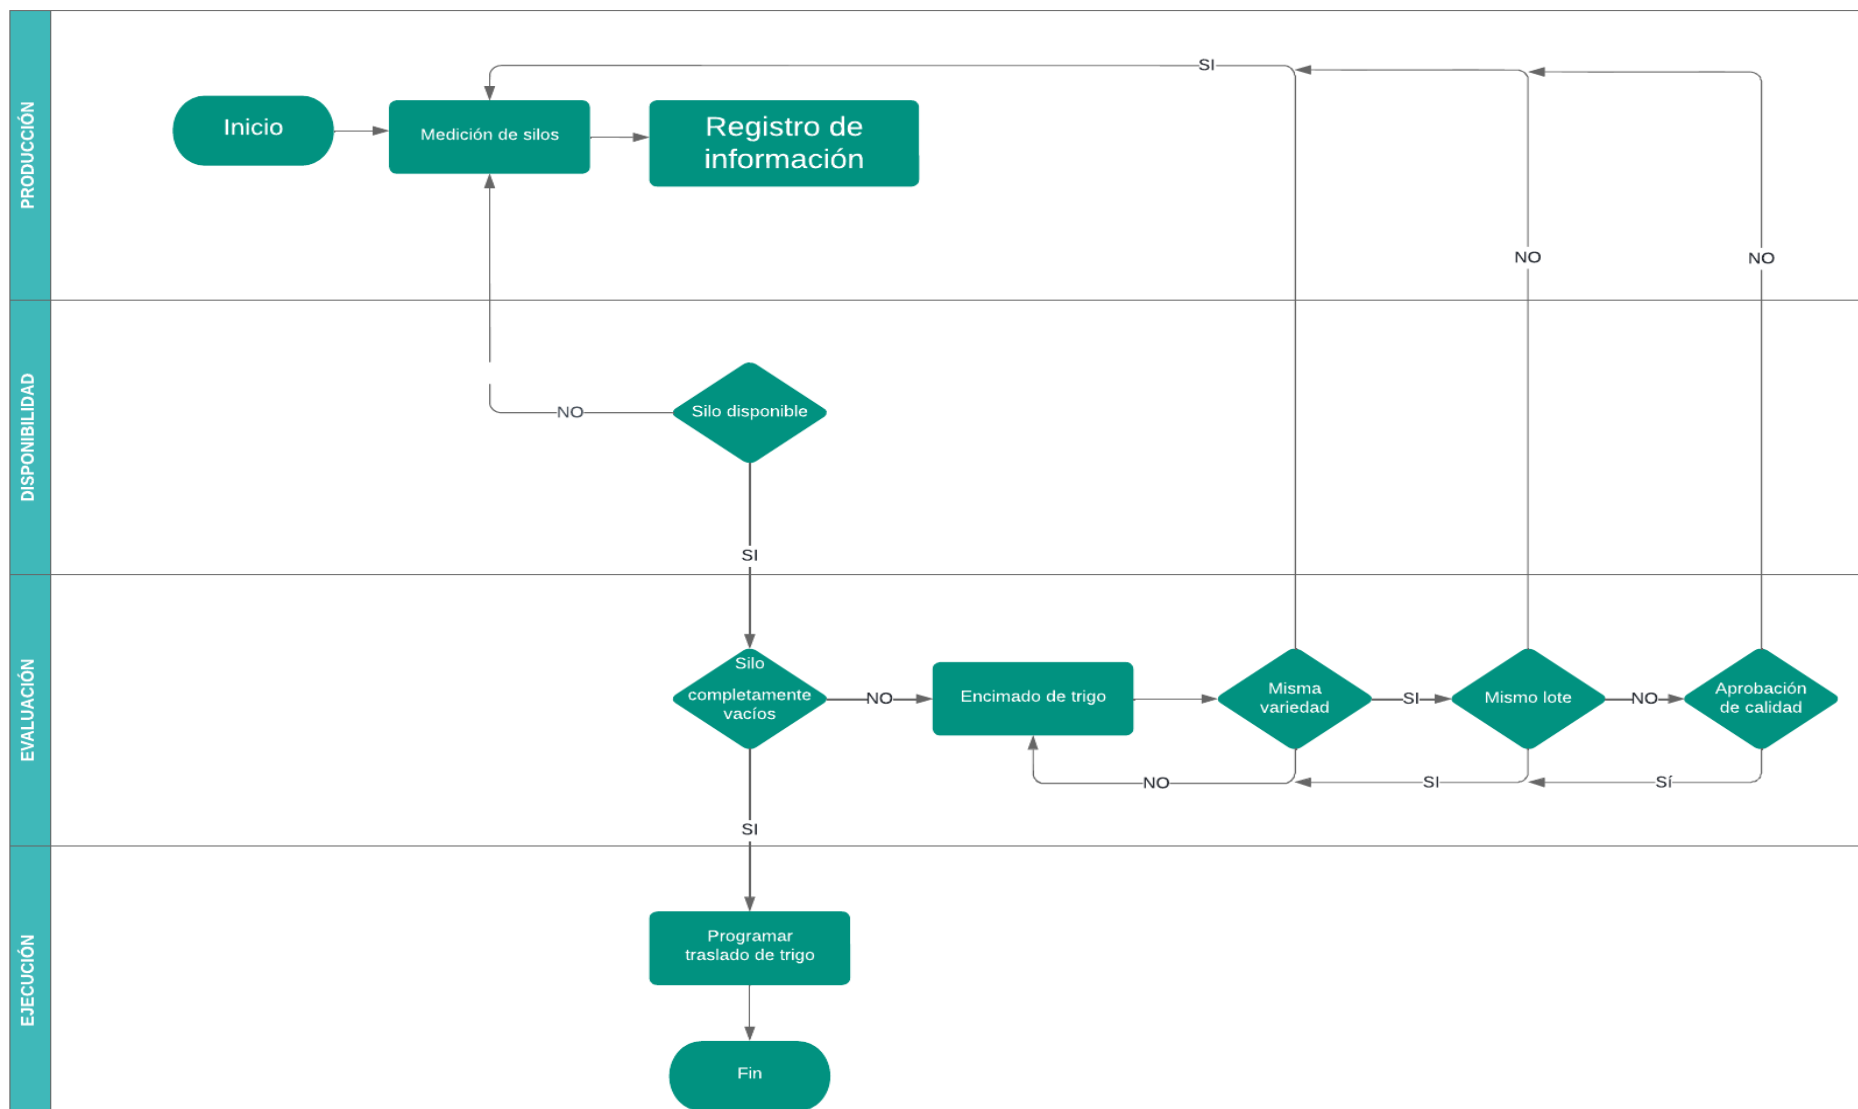 PRODUCCIÓN
SI
Inicio
Medición de silos
Registro de
información
NO
NO
DISPONIBILIDAD
Silo disponible
NO
SI
EVALUACIÓN
Silo
completamente
vacíos
NO
Encimado de trigo
Misma
variedad
SI
Mismo lote
NO
Aprobación
de calidad
NO
SI
Sí
SI
EJECUCIÓN
Programar
traslado de trigo
Fin